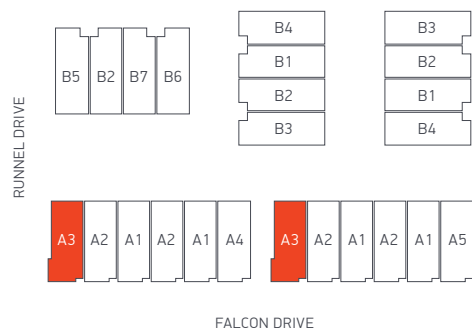 B4
B3
B5 B2 B7 B6
B1
B2
B2
B1
B3
B4
RUNNEL DRIVE
A3 A2 A1 A2 A1 A4
A3 A2 A1 A2 A1 A5
FALCON DRIVE